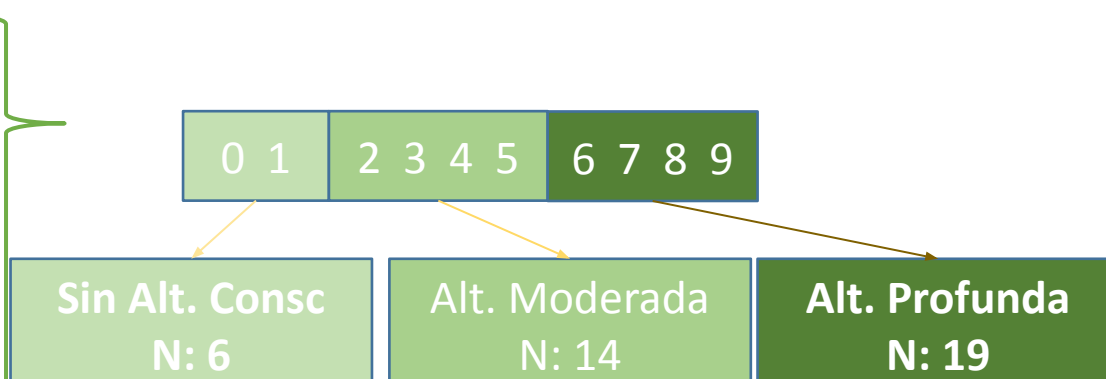 0 1 2 3 4 5 6 7 8 9
Sin Alt. Consc
N: 6
Alt. Moderada
N: 14
Alt. Profunda
N: 19